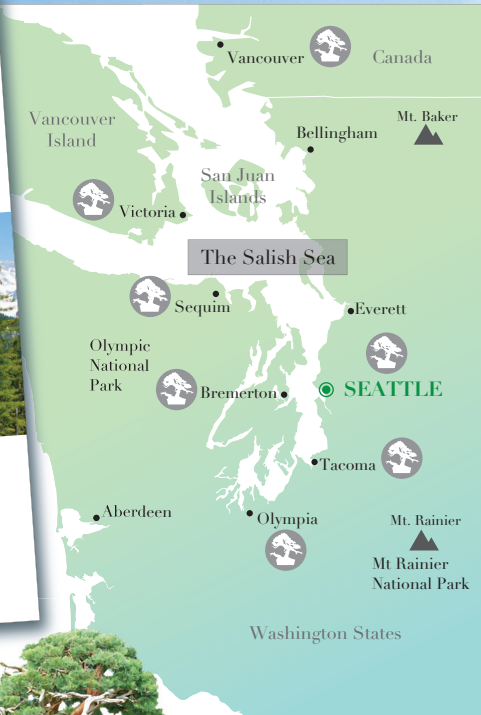 Vancouver
Canada
Mt. Baker
Vancouver
Island
Bellingham
San Juan
Islands
Victoria
The Salish Sea
Sequim
Everett
Olympic
National
Park
Bremerton
SEATTLE
Tacoma
Aberdeen
Olympia
Mt. Rainier
Mt Rainier
National Park
Washington States